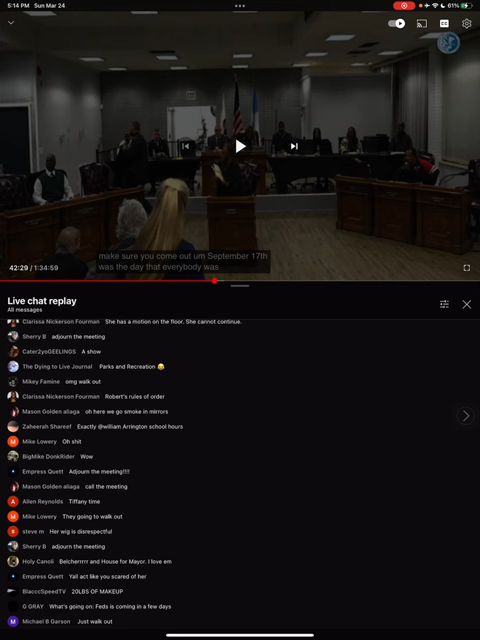 5:14 PM Sun Mar 24
61%
CC
make sure you come out um September 17th
was the day that everybody was
42:29 / 1:34:59
Live chat replay
All messages
Clarissa Nickerson Fourman She has a motion on the floor. She cannot continue.
Sherry B adjourn the meeting
Cater2yoGEELINGS A show
The Dying to Live Journal Parks and Recreation 😂
Mikey Famine omg walk out
Clarissa Nickerson Fourman Robert's rules of order
Mason Golden aliaga oh here we go smoke in mirrors
Zaheerah Shareef Exactly @william Arrington school hours
M Mike Lowery Oh shit
BigMike DonkRider Wow
Empress Quett Adjourn the meeting!!!!
Mason Golden aliaga call the meeting
A Allen Reynolds Tiffany time
M Mike Lowery They going to walk out
s steve m Her wig is disrespectful
Sherry B adjourn the meeting
Holy Canoli Belcherrrrr and House for Mayor. I love em
Empress Quett Yall act like you scared of her
BlacccSpeedTV 20LBS OF MAKEUP
G GRAY What's going on: Feds is coming in a few days
M Michael B Garson Just walk out